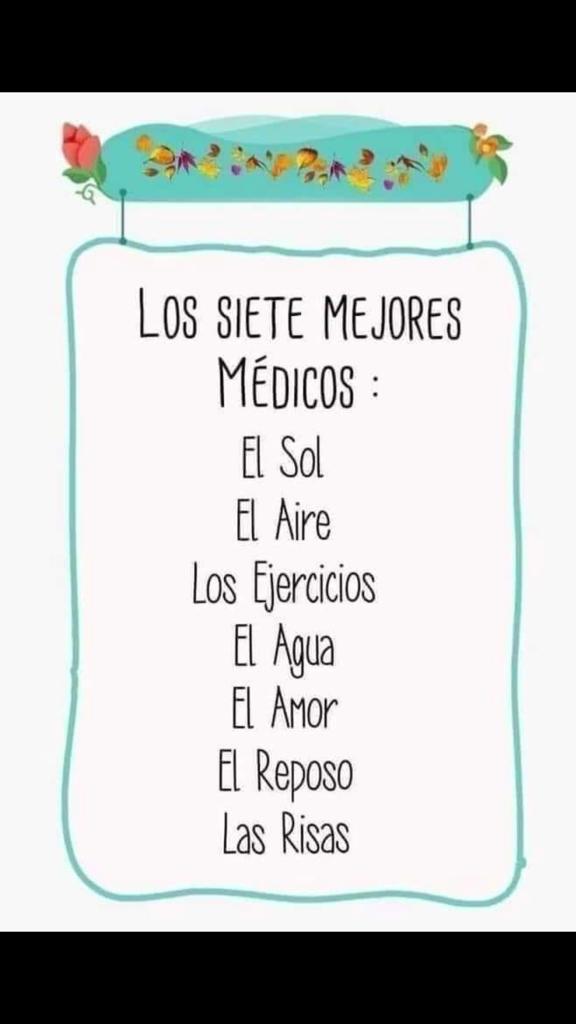 Los siete mejores
Médicos :
El Sol
El Aire
Los Ejercicios
El Agua
El Amor
El Reposo
Las Risas